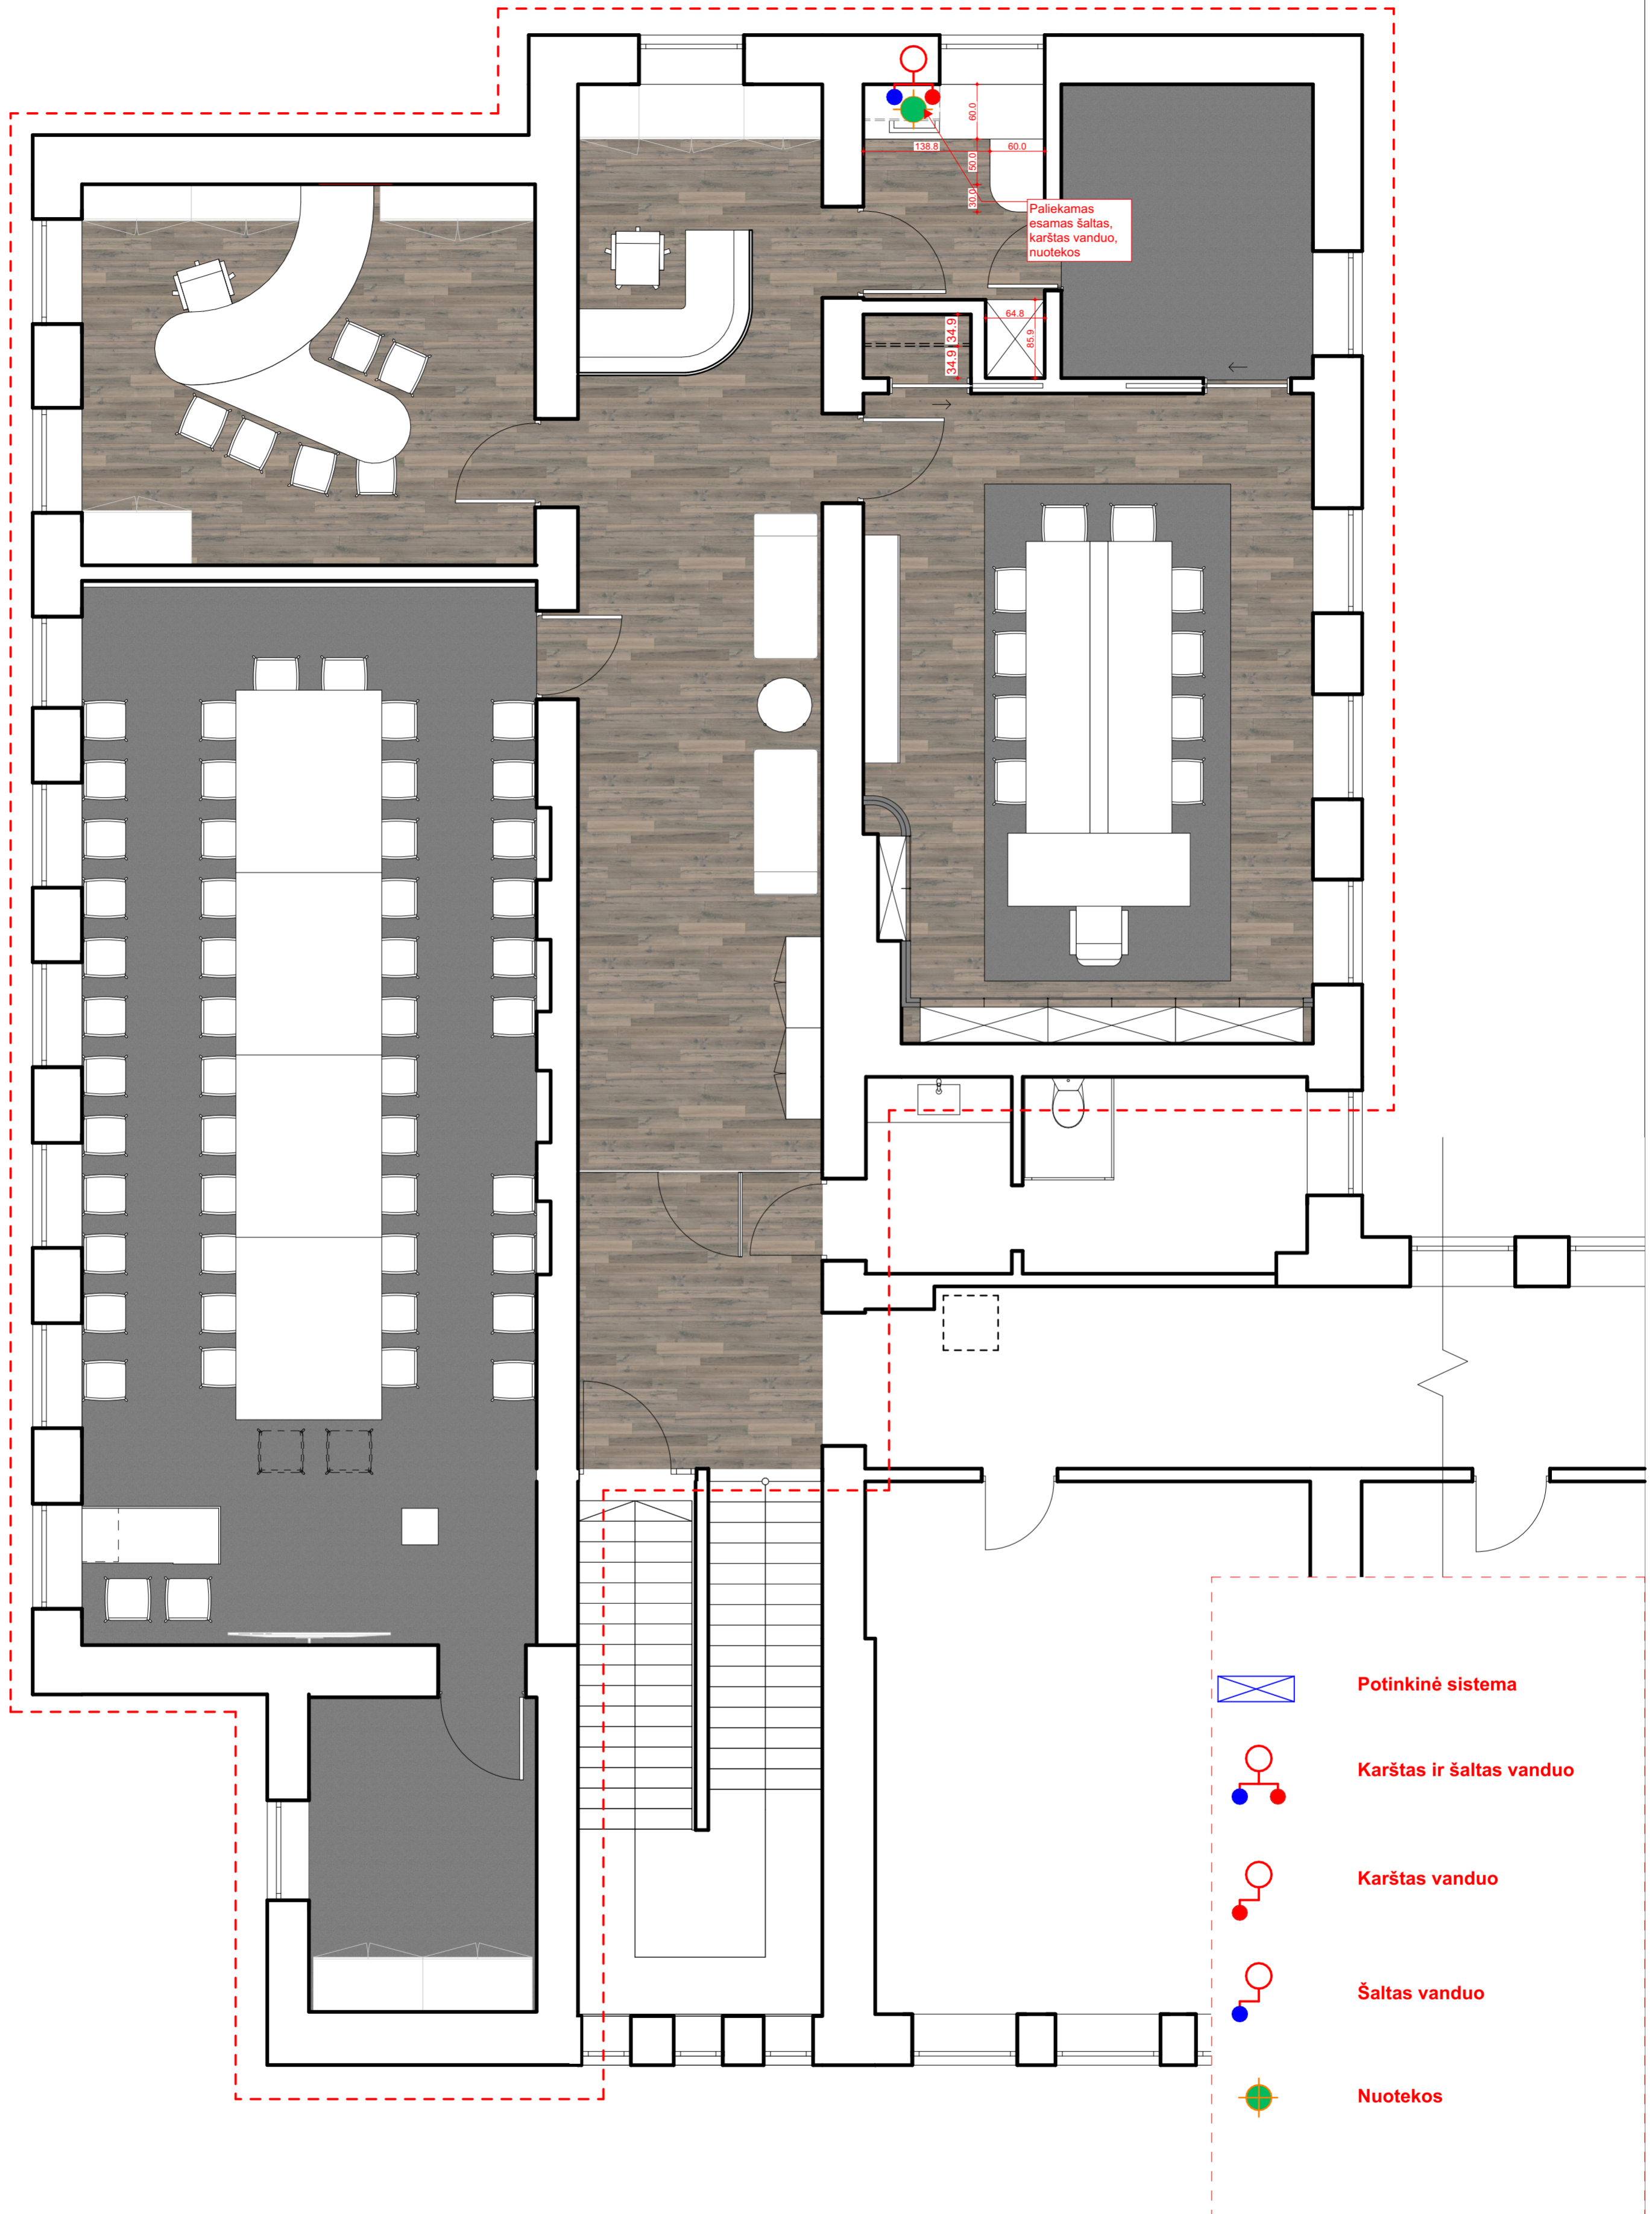 60.0
138.8
60.0
50.0
30.0
Paliekamas
esamas šaltas,
karštas vanduo,
nuotekos
64.8
85.9
34.9
34.9
Potinkinė sistema
Karštas ir šaltas vanduo
Karštas vanduo
Šaltas vanduo
Nuotekos